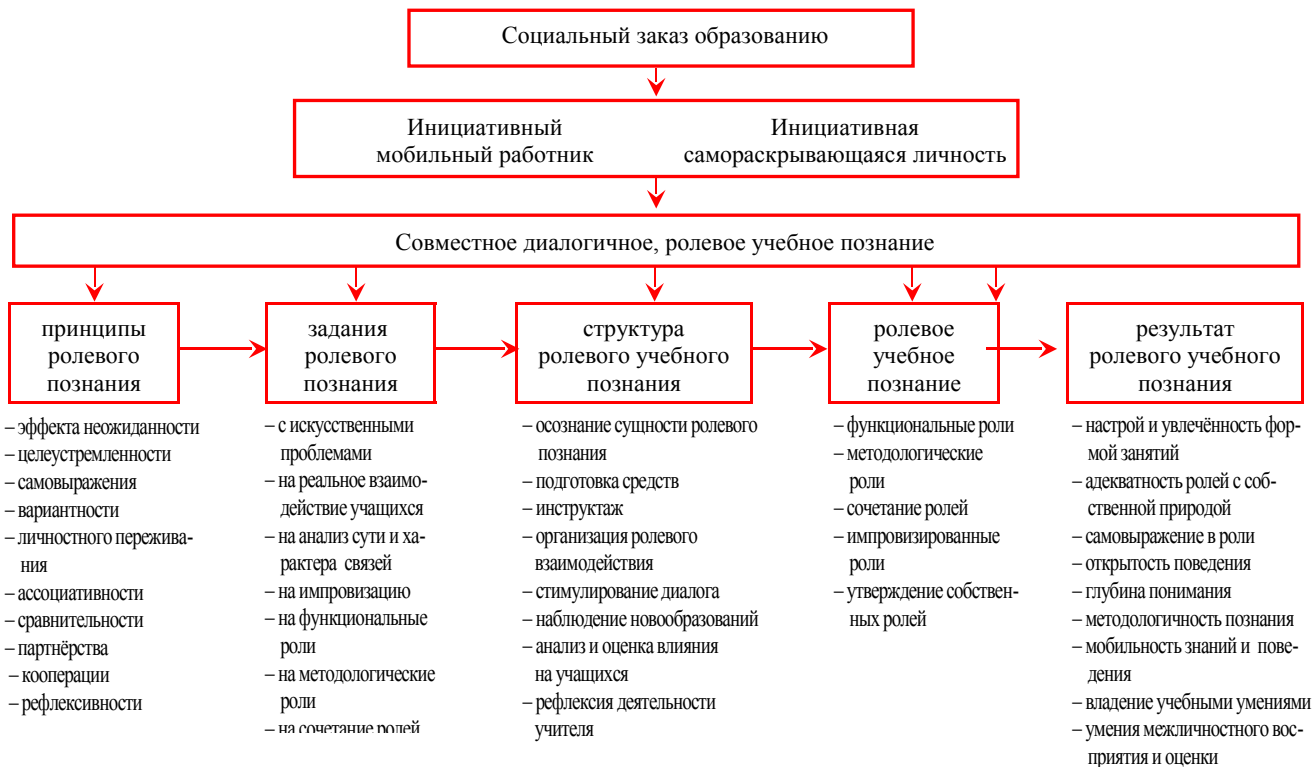 Социальный заказ образованию
Инициативный
мобильный работник
Инициативная
самораскрывающаяся личность
Совместное диалогичное, ролевое учебное познание
принципы
ролевого
познания
– эффекта неожиданности
– целеустремленности
– самовыражения
– вариантности
– личностного пережива-
ния
– ассоциативности
– сравнительности
– партнёрства
– кооперации
– рефлексивности
задания
ролевого
познания
– с искусственными
проблемами
– на реальное взаимо-
действие учащихся
– на анализ сути и ха-
рактера связей
– на импровизацию
– на функциональные
роли
– на методологические
роли
– на сочетание ролей
структура
ролевого учебного
познания
– осознание сущности ролевого
познания
– подготовка средств
– инструктаж
– организация ролевого
взаимодействия
– стимулирование диалога
– наблюдение новообразований
– анализ и оценка влияния
на учащихся
– рефлексия деятельности
учителя
ролевое
учебное
познание
– функциональные роли
– методологические
роли
– сочетание ролей
– импровизированные
роли
– утверждение собствен-
ных ролей
результат
ролевого учебного
познания
– настрой и увлечённость фор-
мой занятий
– адекватность ролей с соб-
ственной природой
– самовыражение в роли
– открытость поведения
– глубина понимания
– методологичность познания
– мобильность знаний и пове-
дения
– владение учебными умениями
– умения межличностного вос-
приятия и оценки